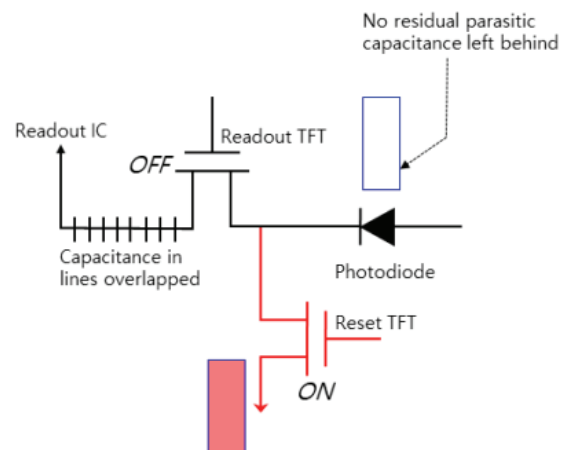 No residual parasitic
capacitance left behind
Readout IC
Readout TFT
OFF
Capacitance in
lines overlapped
Photodiode
Reset TFT
ON